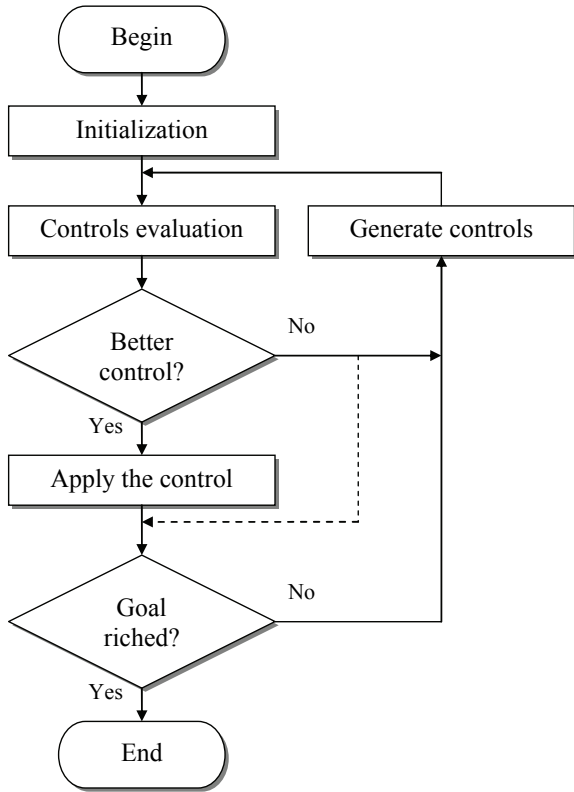 Begin
Initialization
Controls evaluation
Generate controls
No
Better
control?
Yes
Apply the control
No
Goal
riched?
Yes
End